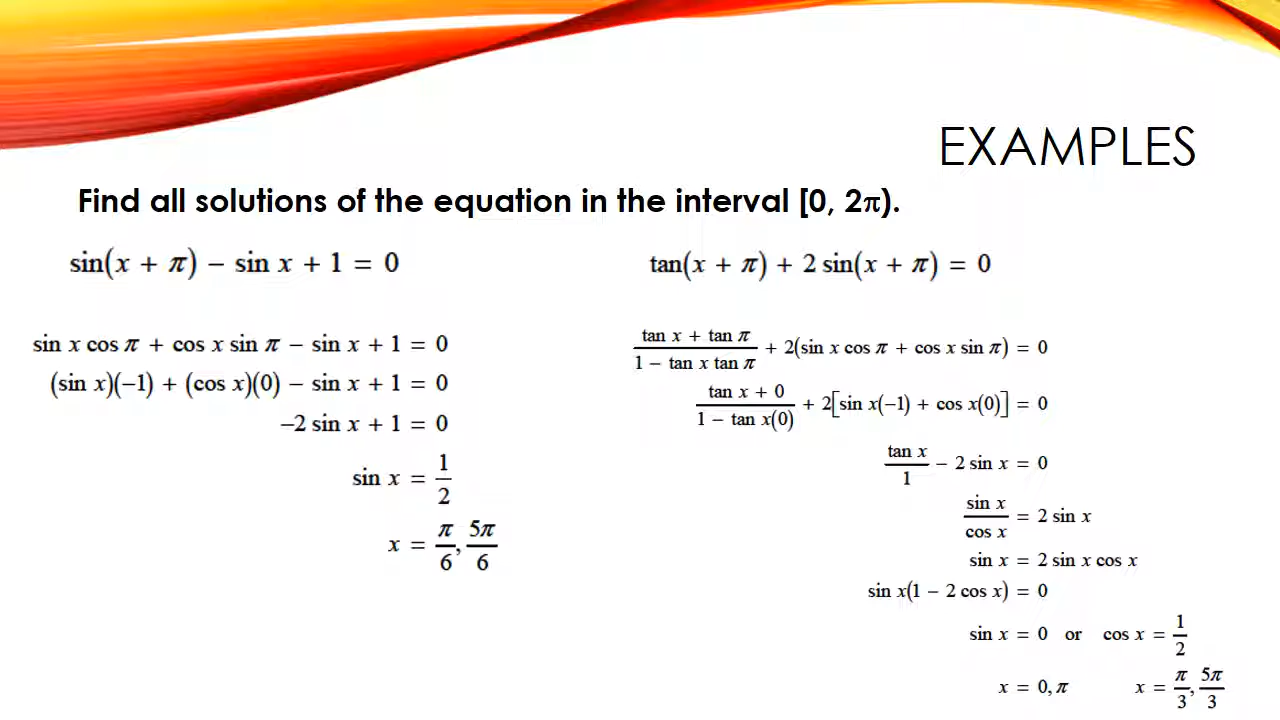 EXAMPLES
Find all solutions of the equation in the interval [0, 2π).
sin(x + π) − sin x + 1 = 0
sin x cos π + cos x sin π − sin x + 1 = 0
(sin x)(−1) + (cos x)(0) − sin x + 1 = 0
−2 sin x + 1 = 0
sin x = 1/2
x = π/6, 5π/6
tan(x + π) + 2 sin(x + π) = 0
(tan x + tan π)/(1 − tan x tan π) + 2(sin x cos π + cos x sin π) = 0
(tan x + 0)/(1 − tan x(0)) + 2[sin x(−1) + cos x(0)] = 0
tan x/1 − 2 sin x = 0
sin x/cos x = 2 sin x
sin x = 2 sin x cos x
sin x(1 − 2 cos x) = 0
sin x = 0 or cos x = 1/2
x = 0, π x = π/3, 5π/3